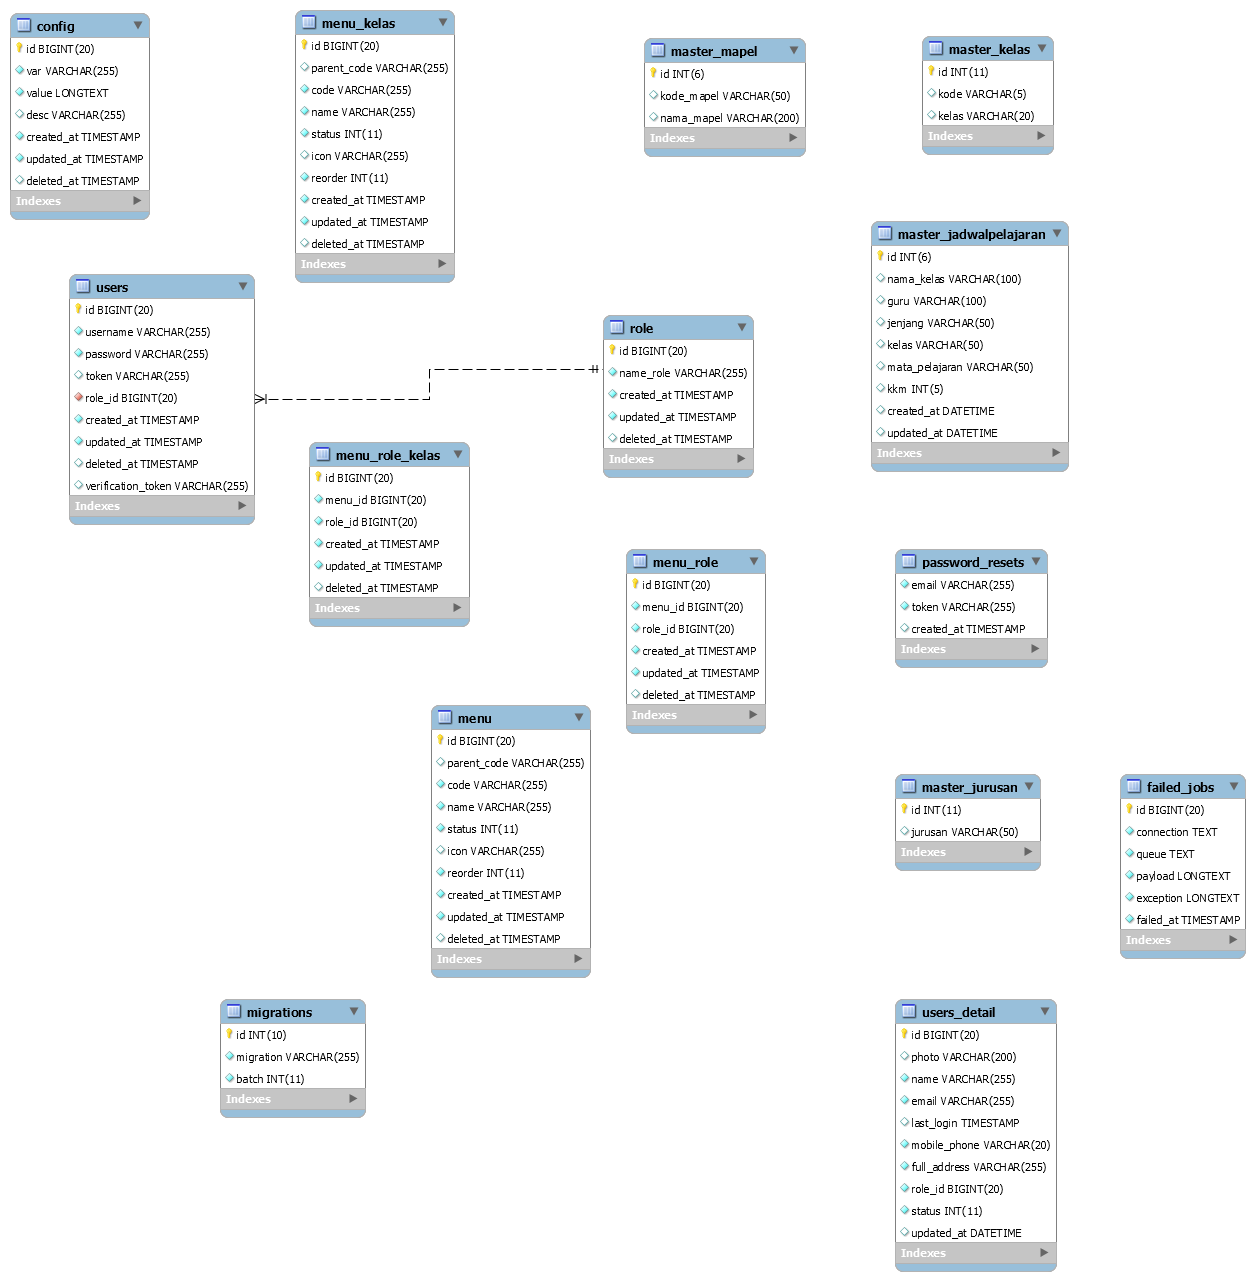 config
id BIGINT(20)
var VARCHAR(255)
value LONGTEXT
desc VARCHAR(255)
created_at TIMESTAMP
updated_at TIMESTAMP
deleted_at TIMESTAMP
Indexes
menu_kelas
id BIGINT(20)
parent_code VARCHAR(255)
code VARCHAR(255)
name VARCHAR(255)
status INT(11)
icon VARCHAR(255)
reorder INT(11)
created_at TIMESTAMP
updated_at TIMESTAMP
deleted_at TIMESTAMP
Indexes
master_mapel
id INT(6)
kode_mapel VARCHAR(50)
nama_mapel VARCHAR(200)
Indexes
master_kelas
id INT(11)
kode VARCHAR(5)
kelas VARCHAR(20)
Indexes
master_jadwalpelajaran
id INT(6)
nama_kelas VARCHAR(100)
guru VARCHAR(100)
jenjang VARCHAR(50)
kelas VARCHAR(50)
mata_pelajaran VARCHAR(50)
kkm INT(5)
created_at DATETIME
updated_at DATETIME
Indexes
users
id BIGINT(20)
username VARCHAR(255)
password VARCHAR(255)
token VARCHAR(255)
role_id BIGINT(20)
created_at TIMESTAMP
updated_at TIMESTAMP
deleted_at TIMESTAMP
verification_token VARCHAR(255)
Indexes
role
id BIGINT(20)
name_role VARCHAR(255)
created_at TIMESTAMP
updated_at TIMESTAMP
deleted_at TIMESTAMP
Indexes
menu_role_kelas
id BIGINT(20)
menu_id BIGINT(20)
role_id BIGINT(20)
created_at TIMESTAMP
updated_at TIMESTAMP
deleted_at TIMESTAMP
Indexes
menu_role
id BIGINT(20)
menu_id BIGINT(20)
role_id BIGINT(20)
created_at TIMESTAMP
updated_at TIMESTAMP
deleted_at TIMESTAMP
Indexes
password_resets
email VARCHAR(255)
token VARCHAR(255)
created_at TIMESTAMP
Indexes
menu
id BIGINT(20)
parent_code VARCHAR(255)
code VARCHAR(255)
name VARCHAR(255)
status INT(11)
icon VARCHAR(255)
reorder INT(11)
created_at TIMESTAMP
updated_at TIMESTAMP
deleted_at TIMESTAMP
Indexes
master_jurusan
id INT(11)
jurusan VARCHAR(50)
Indexes
failed_jobs
id BIGINT(20)
connection TEXT
queue TEXT
payload LONGTEXT
exception LONGTEXT
failed_at TIMESTAMP
Indexes
migrations
id INT(10)
migration VARCHAR(255)
batch INT(11)
Indexes
users_detail
id BIGINT(20)
photo VARCHAR(200)
name VARCHAR(255)
email VARCHAR(255)
last_login TIMESTAMP
mobile_phone VARCHAR(20)
full_address VARCHAR(255)
role_id BIGINT(20)
status INT(11)
updated_at DATETIME
Indexes